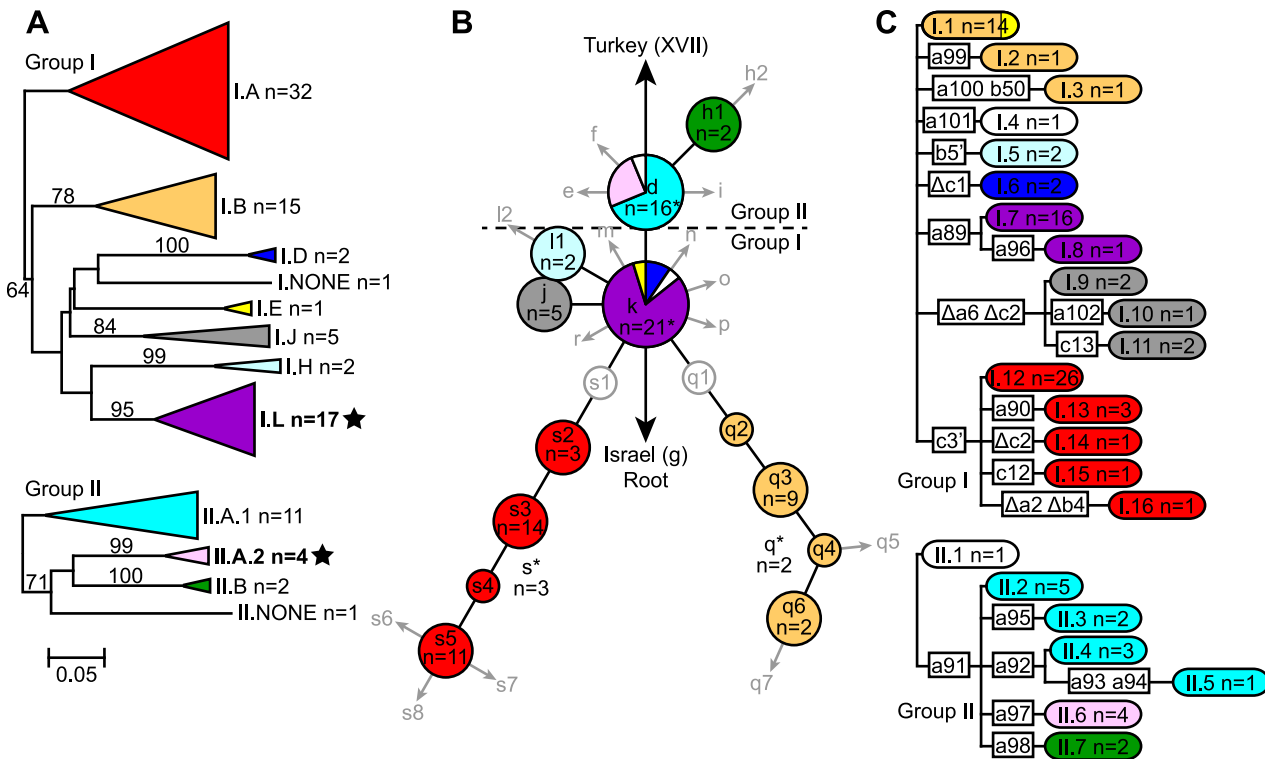 A
Group I
I.A n=32
78
I.B n=15
100
I.D n=2
I.NONE n=1
64
I.E n=1
84
I.J n=5
99
I.H n=2
95
I.L n=17
Group II
II.A.1 n=11
99
II.A.2 n=4
71
100
II.B n=2
II.NONE n=1
0.05
B
Turkey (XVII)
h2
h1
n=2
f
d
n=16*
e
i
Group II
Group I
l2
l1
n=2
m
n
j
n=5
k
n=21*
o
p
r
s1
q1
Israel (g)
Root
s2
n=3
q2
q3
n=9
s3
n=14
s*
n=3
q*
n=2
q4
q5
s4
q6
n=2
s6
s5
n=11
s7
s8
q7
C
I.1 n=14
a99
I.2 n=1
a100 b50
I.3 n=1
a101
I.4 n=1
b5'
I.5 n=2
Δc1
I.6 n=2
a89
I.7 n=16
a96
I.8 n=1
Δa6 Δc2
I.9 n=2
a102
I.10 n=1
c13
I.11 n=2
c3'
I.12 n=26
a90
I.13 n=3
Δc2
I.14 n=1
c12
I.15 n=1
Group I
Δa2 Δb4
I.16 n=1
II.1 n=1
II.2 n=5
a95
II.3 n=2
a91
a92
II.4 n=3
a93 a94
II.5 n=1
Group II
a97
II.6 n=4
a98
II.7 n=2